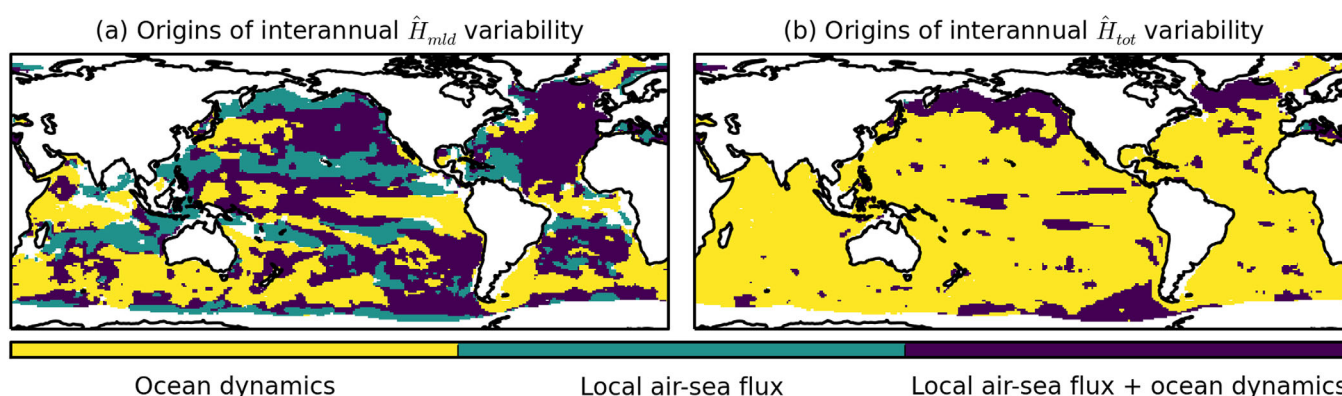 (a) Origins of interannual Ĥ_mld variability
(b) Origins of interannual Ĥ_tot variability
Ocean dynamics
Local air-sea flux
Local air-sea flux + ocean dynamics